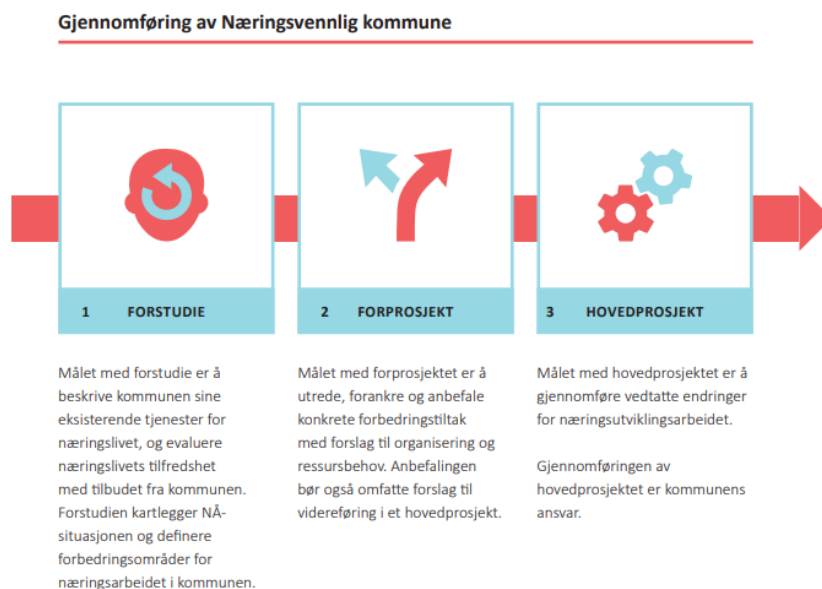 Gjennomføring av Næringsvennlig kommune
1 FORSTUDIE
Målet med forstudie er å
beskrive kommunen sine
eksisterende tjenester for
næringslivet, og evaluere
næringslivets tilfredshet
med tilbudet fra kommunen.
Forstudien kartlegger NÅ-
situasjonen og definere
forbedringsområder for
næringsarbeidet i kommunen.
2 FORPROSJEKT
Målet med forprosjektet er å
utrede, forankre og anbefale
konkrete forbedringstiltak
med forslag til organisering og
ressursbehov. Anbefalingen
bør også omfatte forslag til
videreføring i et hovedprosjekt.
3 HOVEDPROSJEKT
Målet med hovedprosjektet er å
gjennomføre vedtatte endringer
for næringsutviklingsarbeidet.
Gjennomføringen av
hovedprosjektet er kommunens
ansvar.